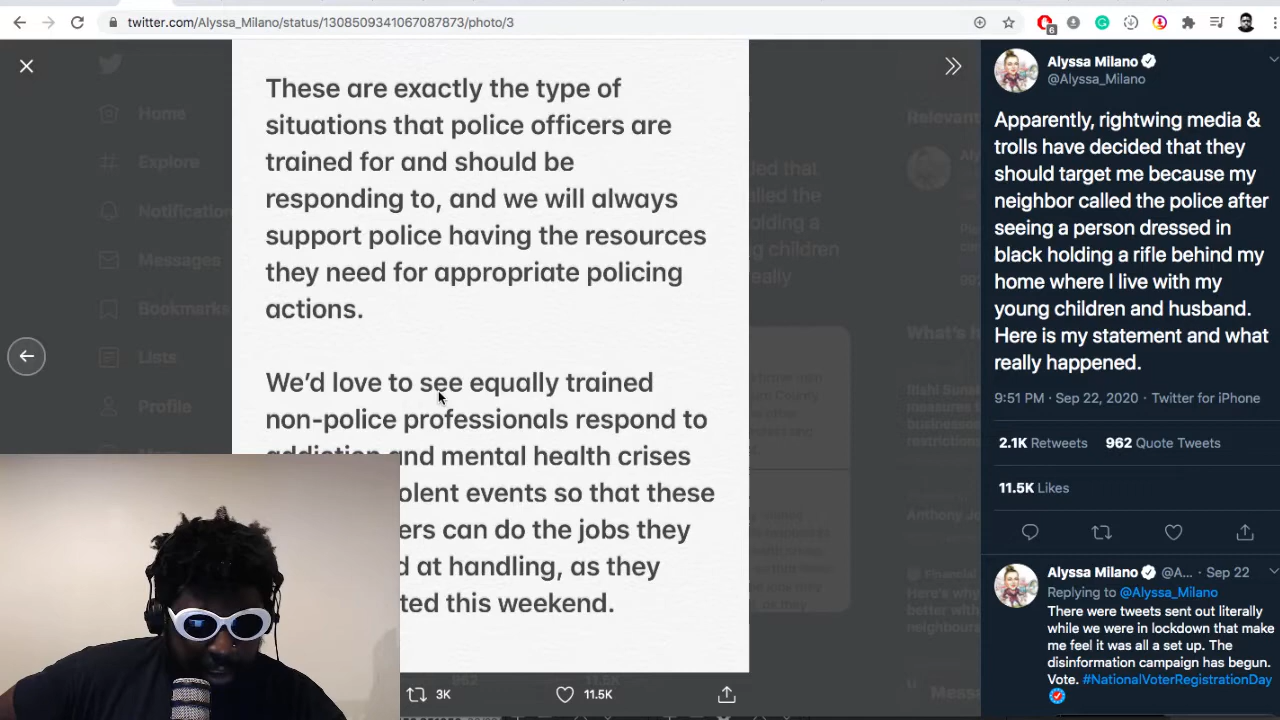 twitter.com/Alyssa_Milano/status/1308509341067087873/photo/3
6
Home
Explore
Notification
Messages
Bookmarks
Lists
Profile
These are exactly the type of
situations that police officers are
trained for and should be
responding to, and we will always
support police having the resources
they need for appropriate policing
actions.
We'd love to see equally trained
non-police professionals respond to
addiction and mental health crises
olent events so that these
ers can do the jobs they
d at handling, as they
ted this weekend.
3K
11.5K
Alyssa Milano
@Alyssa_Milano
Apparently, rightwing media &
trolls have decided that they
should target me because my
neighbor called the police after
seeing a person dressed in
black holding a rifle behind my
home where I live with my
young children and husband.
Here is my statement and what
really happened.
9:51 PM · Sep 22, 2020 · Twitter for iPhone
2.1K Retweets 962 Quote Tweets
11.5K Likes
Alyssa Milano @A... · Sep 22
Replying to @Alyssa_Milano
There were tweets sent out literally
while we were in lockdown that make
me feel it was all a set up. The
disinformation campaign has begun.
Vote. #NationalVoterRegistrationDay